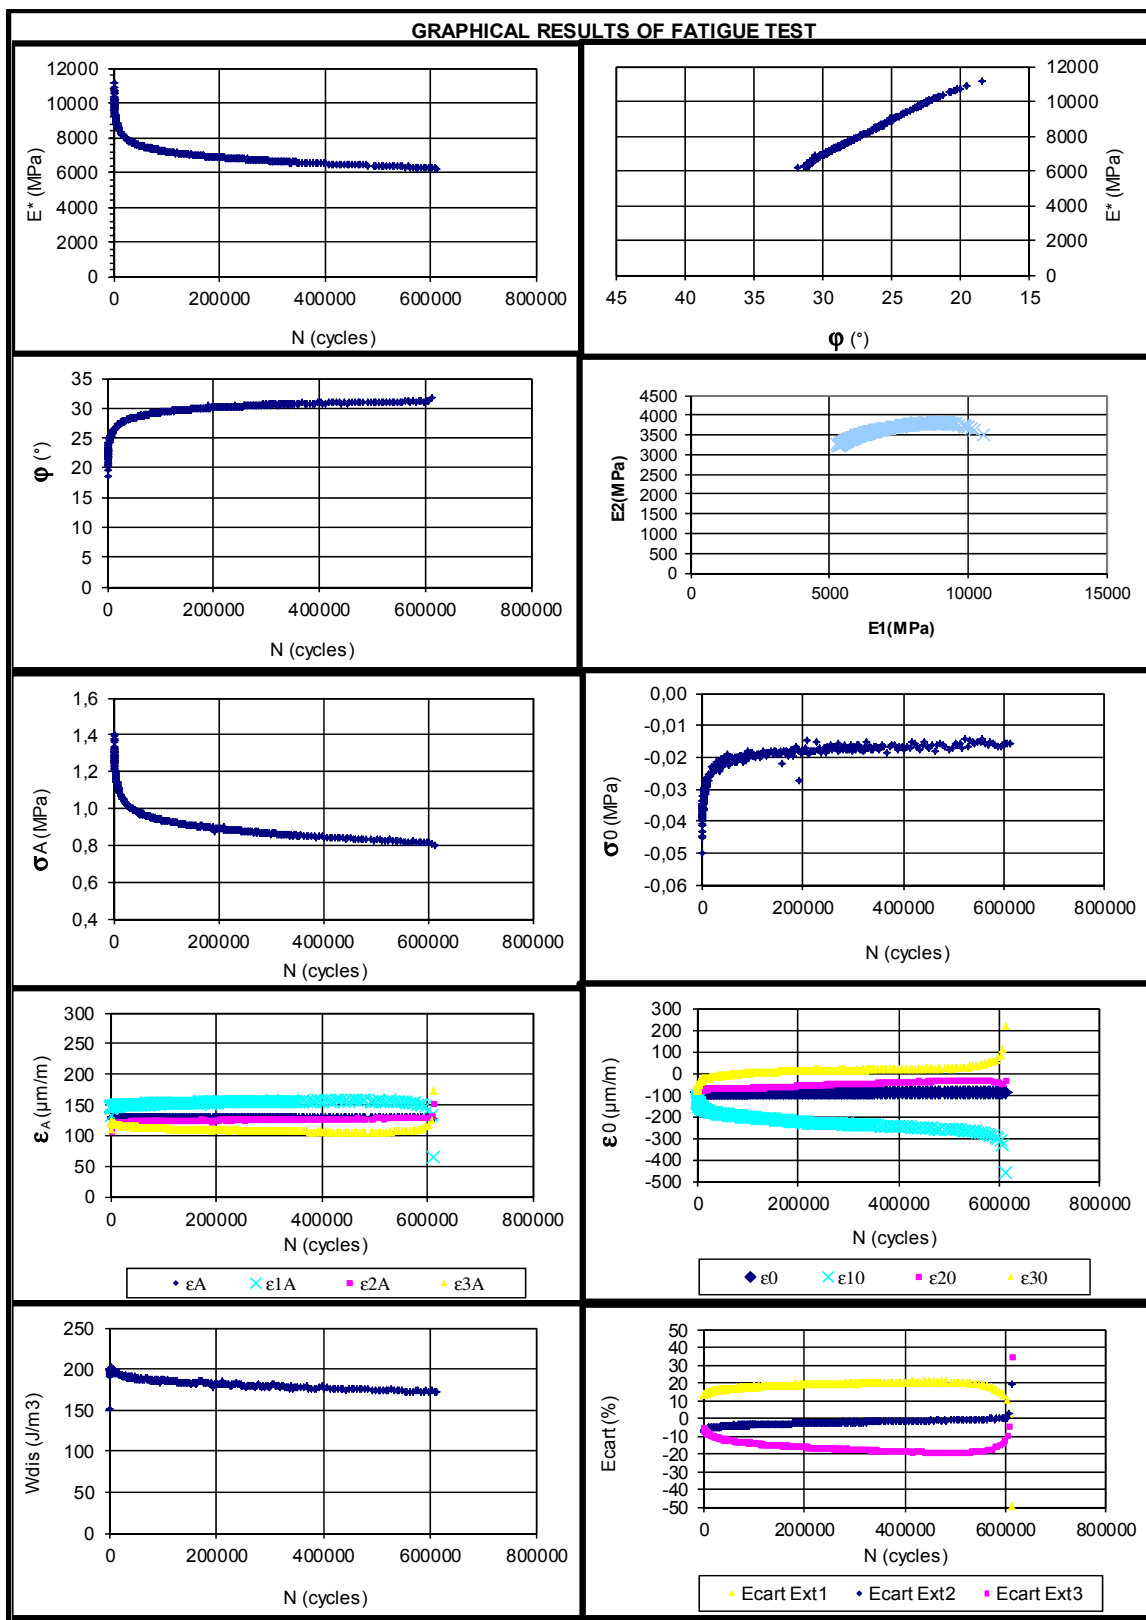 GRAPHICAL RESULTS OF FATIGUE TEST
12000
10000
8000
6000
4000
2000
0
E* (MPa)
0 200000 400000 600000 800000
N (cycles)
12000
10000
8000
6000
4000
2000
0
E* (MPa)
45 40 35 30 25 20 15
φ (°)
35
30
25
20
15
10
5
0
φ (°)
0 200000 400000 600000 800000
N (cycles)
4500
4000
3500
3000
2500
2000
1500
1000
500
0
E2(MPa)
0 5000 10000 15000
E1(MPa)
1,6
1,4
1,2
1,0
0,8
0,6
0,4
σA (MPa)
0 200000 400000 600000 800000
N (cycles)
0,00
-0,01
-0,02
-0,03
-0,04
-0,05
-0,06
σ0 (MPa)
0 200000 400000 600000 800000
N (cycles)
300
250
200
150
100
50
0
εA (µm/m)
0 200000 400000 600000 800000
N (cycles)
εA ε1A ε2A ε3A
300
200
100
0
-100
-200
-300
-400
-500
ε0 (µm/m)
0 200000 400000 600000 800000
N (cycles)
ε0 ε10 ε20 ε30
250
200
150
100
50
0
Wdis (J/m3)
0 200000 400000 600000 800000
N (cycles)
50
40
30
20
10
0
-10
-20
-30
-40
-50
Ecart (%)
0 200000 400000 600000 800000
N (cycles)
Ecart Ext1 Ecart Ext2 Ecart Ext3